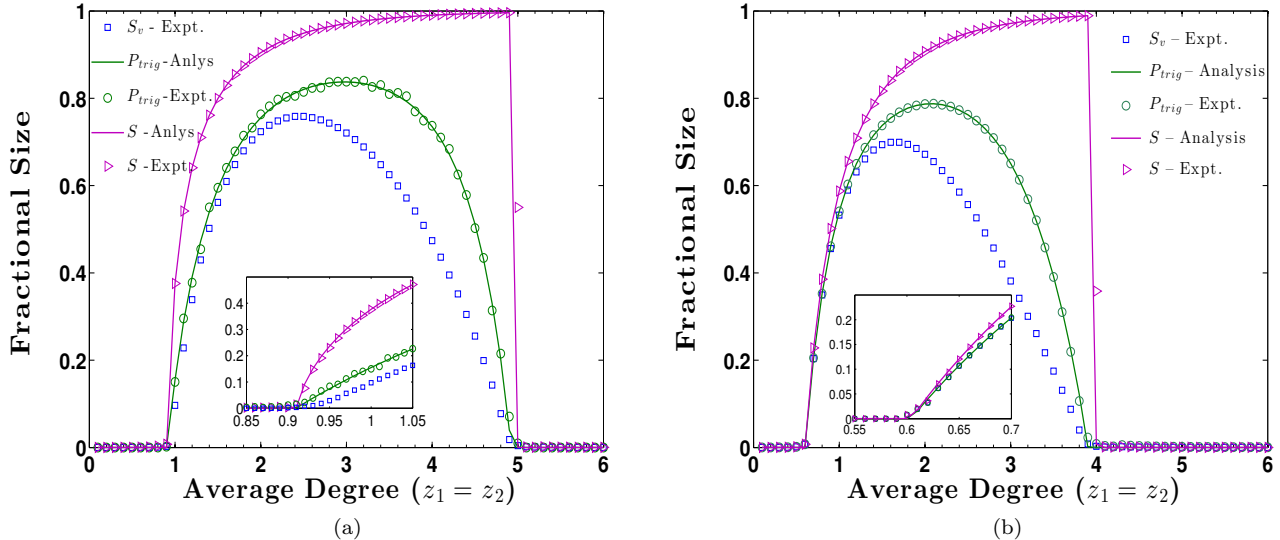 1
0.8
0.6
0.4
0.2
0
Fractional Size
S_v - Expt.
P_trig -Anlys
P_trig -Expt.
S -Anlys
S -Expt.
0.4
0.3
0.2
0.1
0
0.85 0.9 0.95 1 1.05
0 1 2 3 4 5 6
Average Degree (z_1 = z_2)
(a)
1
0.8
0.6
0.4
0.2
0
Fractional Size
S_v – Expt.
P_trig – Analysis
P_trig – Expt.
S – Analysis
S – Expt.
0.2
0.15
0.1
0.05
0
0.55 0.6 0.65 0.7
0 1 2 3 4 5 6
Average Degree (z_1 = z_2)
(b)